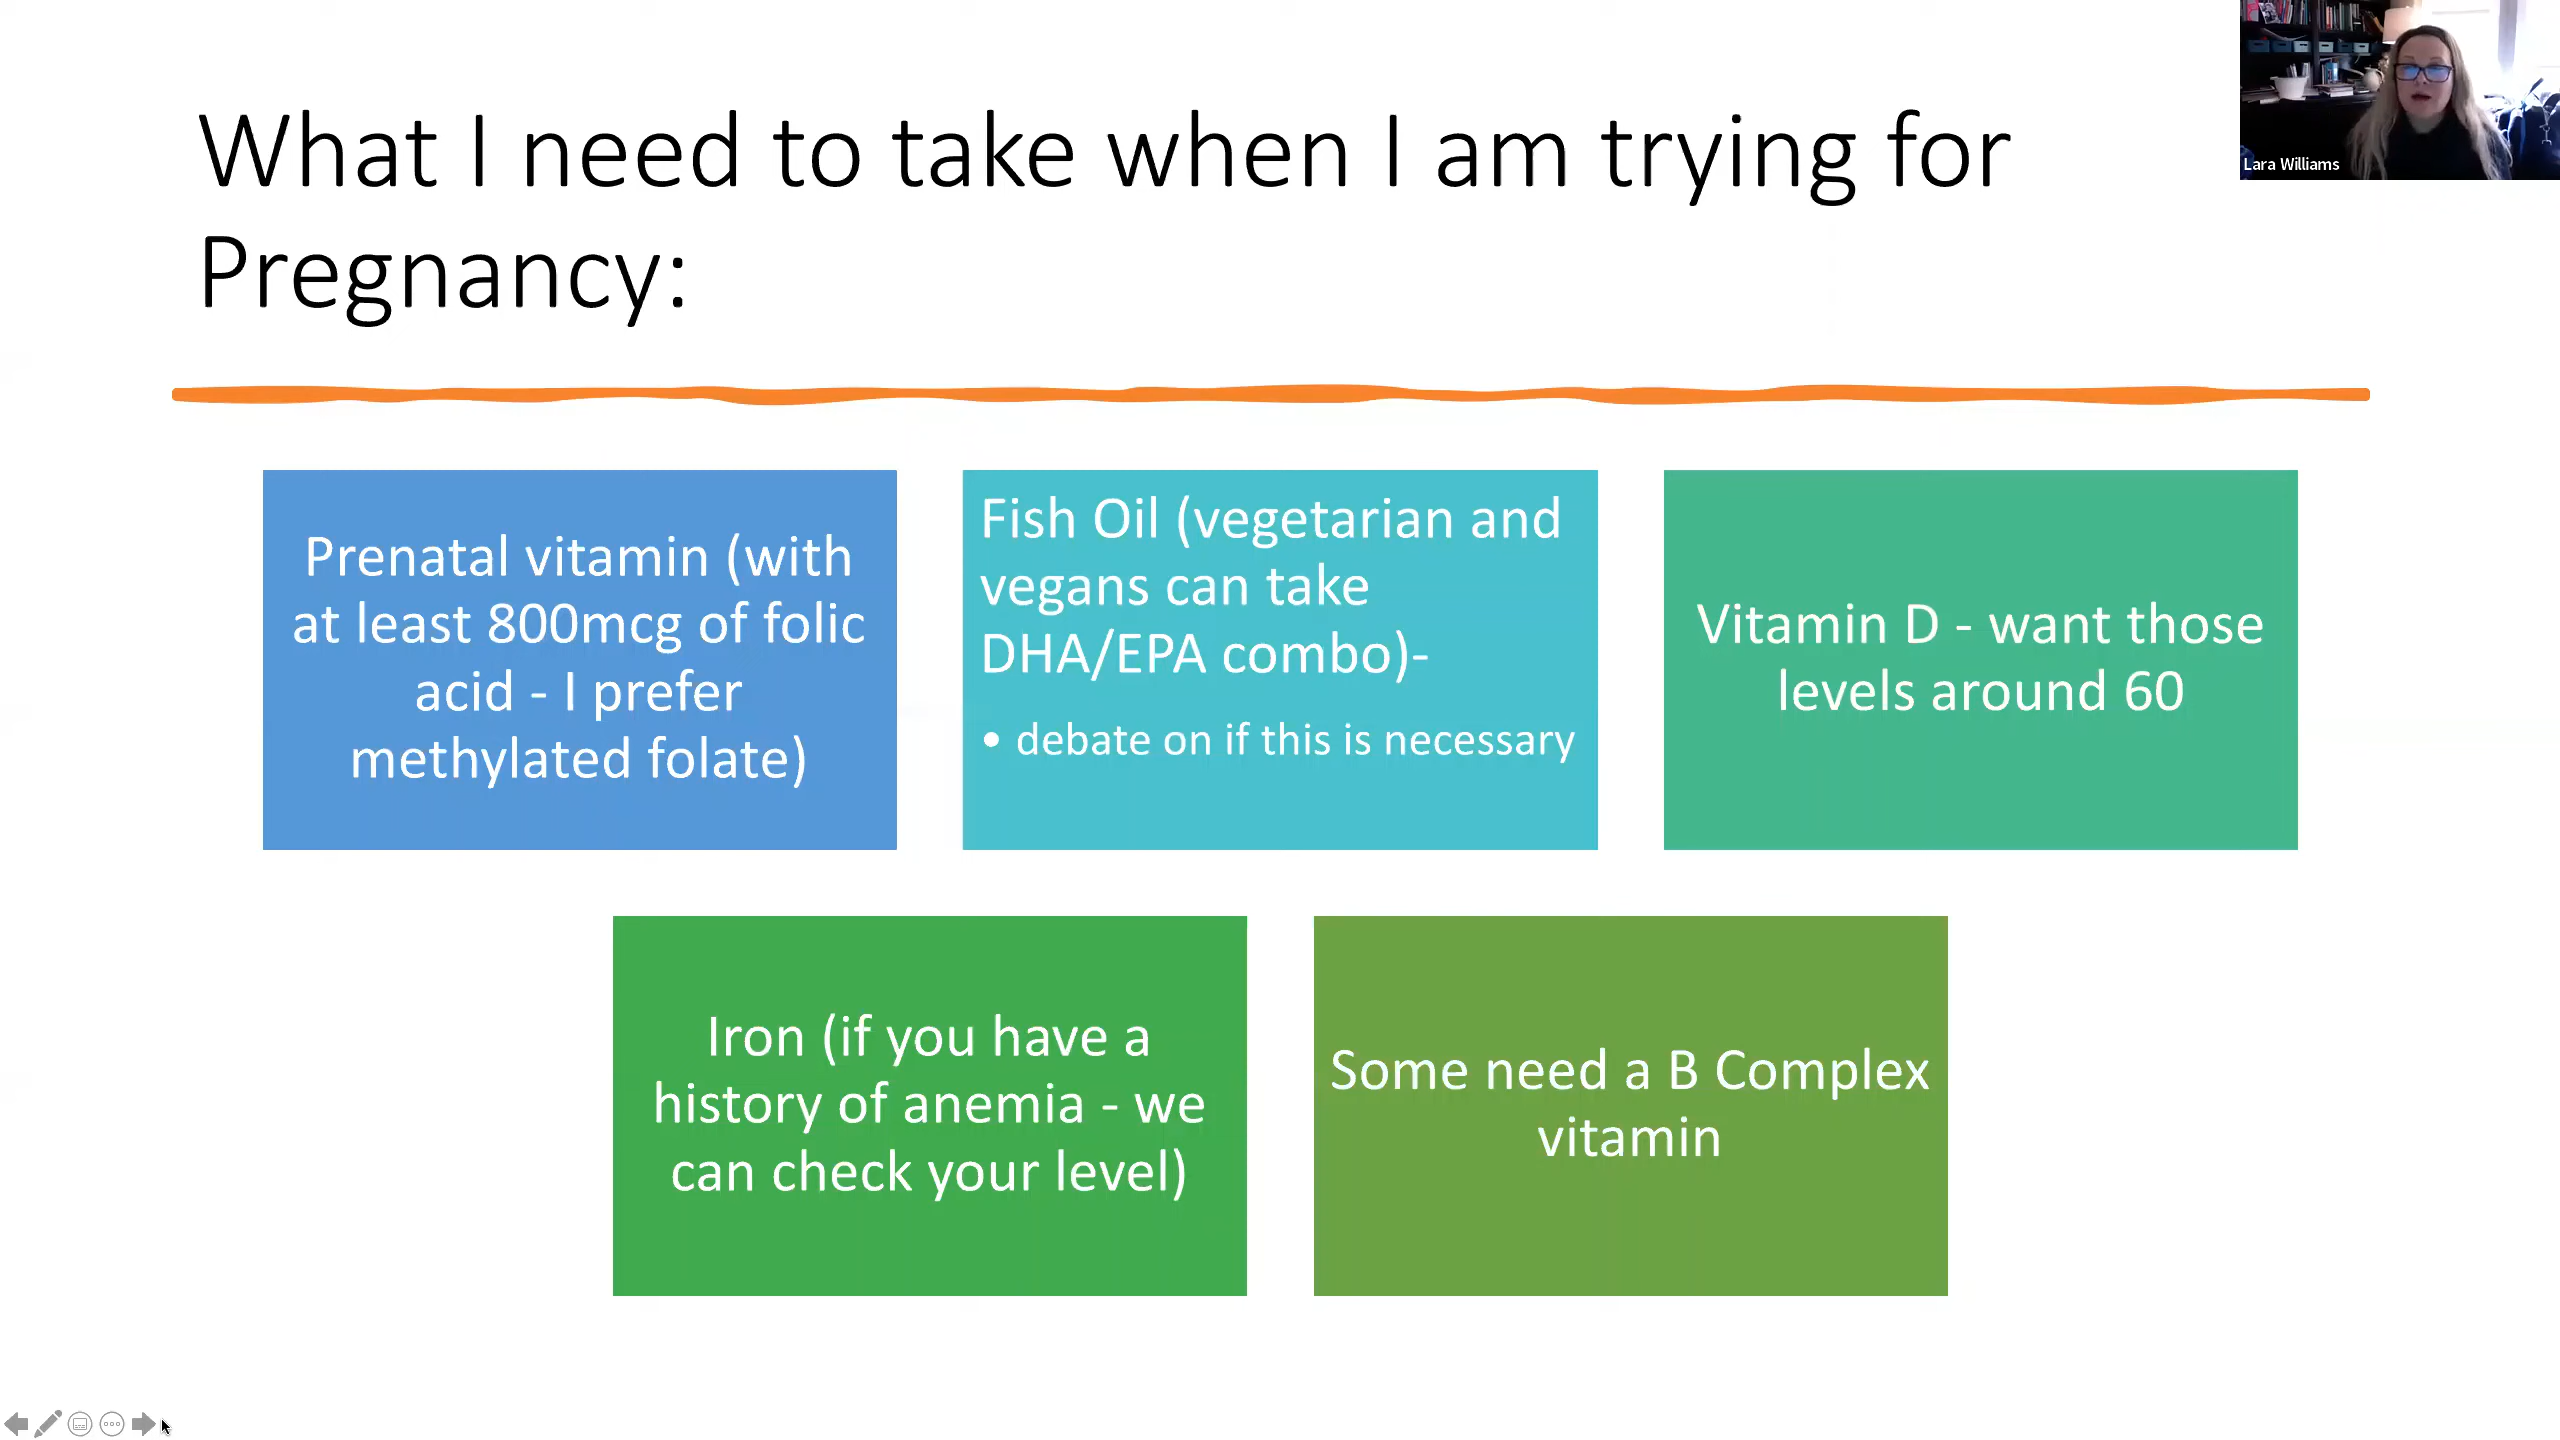 What I need to take when I am trying for
Pregnancy:
Lara Williams
Prenatal vitamin (with
at least 800mcg of folic
acid - I prefer
methylated folate)
Fish Oil (vegetarian and
vegans can take
DHA/EPA combo)-
• debate on if this is necessary
Vitamin D - want those
levels around 60
Iron (if you have a
history of anemia - we
can check your level)
Some need a B Complex
vitamin